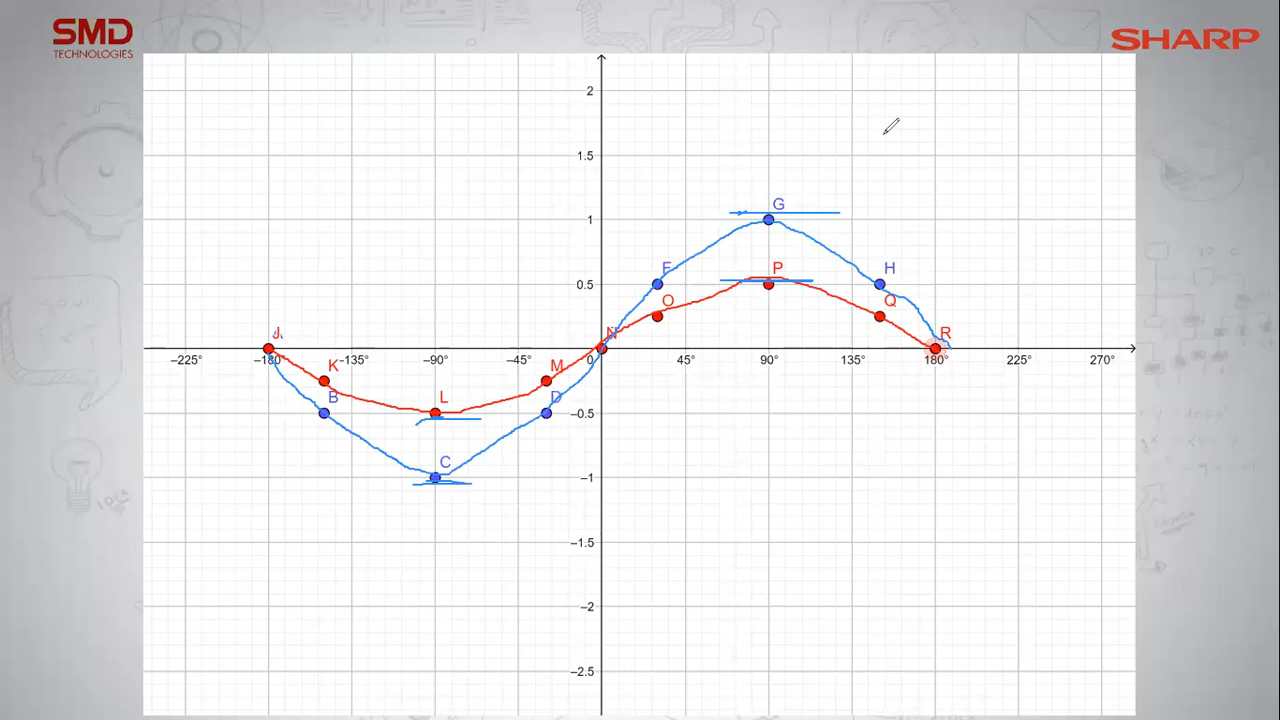 SMD
TECHNOLOGIES
SHARP
2
1.5
G
1
F
P
H
0.5
O
Q
J
N
R
–225°
–180°
–135°
–90°
–45°
0
45°
90°
135°
180°
225°
270°
K
M
B
L
D
–0.5
C
–1
–1.5
–2
–2.5